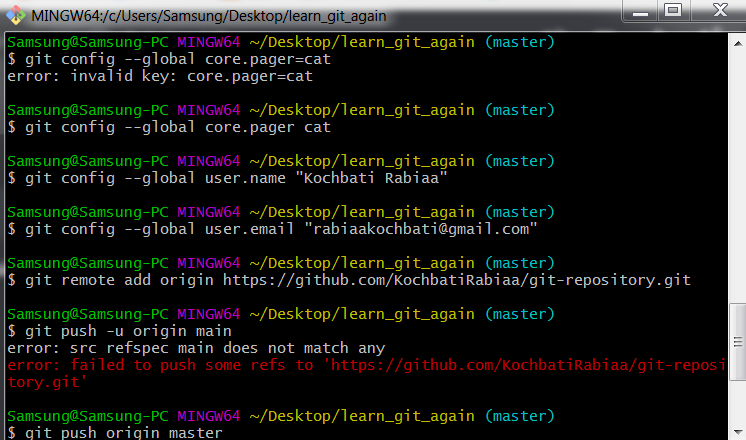 MINGW64:/c/Users/Samsung/Desktop/learn_git_again
Samsung@Samsung-PC MINGW64 ~/Desktop/learn_git_again (master)
$ git config --global core.pager=cat
error: invalid key: core.pager=cat
Samsung@Samsung-PC MINGW64 ~/Desktop/learn_git_again (master)
$ git config --global core.pager cat
Samsung@Samsung-PC MINGW64 ~/Desktop/learn_git_again (master)
$ git config --global user.name "Kochbati Rabiaa"
Samsung@Samsung-PC MINGW64 ~/Desktop/learn_git_again (master)
$ git config --global user.email "rabiaakochbati@gmail.com"
Samsung@Samsung-PC MINGW64 ~/Desktop/learn_git_again (master)
$ git remote add origin https://github.com/KochbatiRabiaa/git-repository.git
Samsung@Samsung-PC MINGW64 ~/Desktop/learn_git_again (master)
$ git push -u origin main
error: src refspec main does not match any
error: failed to push some refs to 'https://github.com/KochbatiRabiaa/git-reposi
tory.git'
Samsung@Samsung-PC MINGW64 ~/Desktop/learn_git_again (master)
$ git push origin master